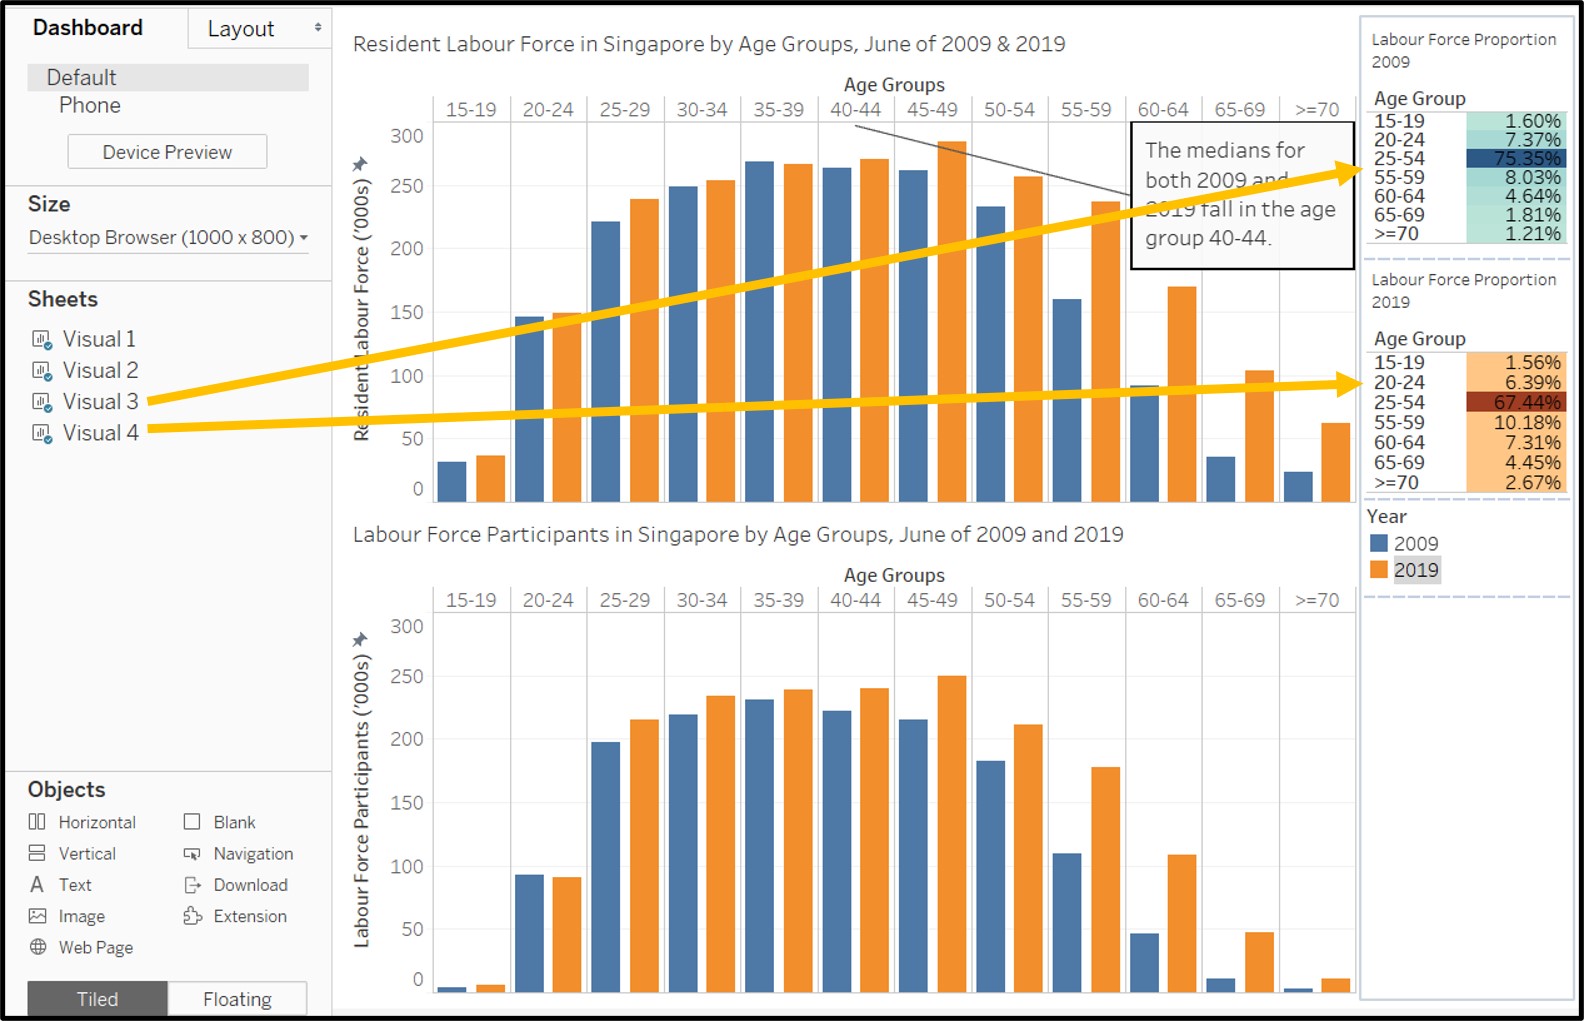 Dashboard
Layout
Default
Phone
Device Preview
Size
Desktop Browser (1000 x 800)
Sheets
Visual 1
Visual 2
Visual 3
Visual 4
Objects
Horizontal
Blank
Vertical
Navigation
Text
Download
Image
Extension
Web Page
Tiled
Floating
Resident Labour Force in Singapore by Age Groups, June of 2009 & 2019
Age Groups
15-19 20-24 25-29 30-34 35-39 40-44 45-49 50-54 55-59 60-64 65-69 >=70
Resident Labour Force ('000s)
300
250
200
150
100
50
0
The medians for
both 2009 and
2019 fall in the age
group 40-44.
Labour Force Participants in Singapore by Age Groups, June of 2009 and 2019
Age Groups
15-19 20-24 25-29 30-34 35-39 40-44 45-49 50-54 55-59 60-64 65-69 >=70
Labour Force Participants ('000s)
300
250
200
150
100
50
0
Labour Force Proportion
2009
Age Group
15-19 1.60%
20-24 7.37%
25-54 75.35%
55-59 8.03%
60-64 4.64%
65-69 1.81%
>=70 1.21%
Labour Force Proportion
2019
Age Group
15-19 1.56%
20-24 6.39%
25-54 67.44%
55-59 10.18%
60-64 7.31%
65-69 4.45%
>=70 2.67%
Year
2009
2019